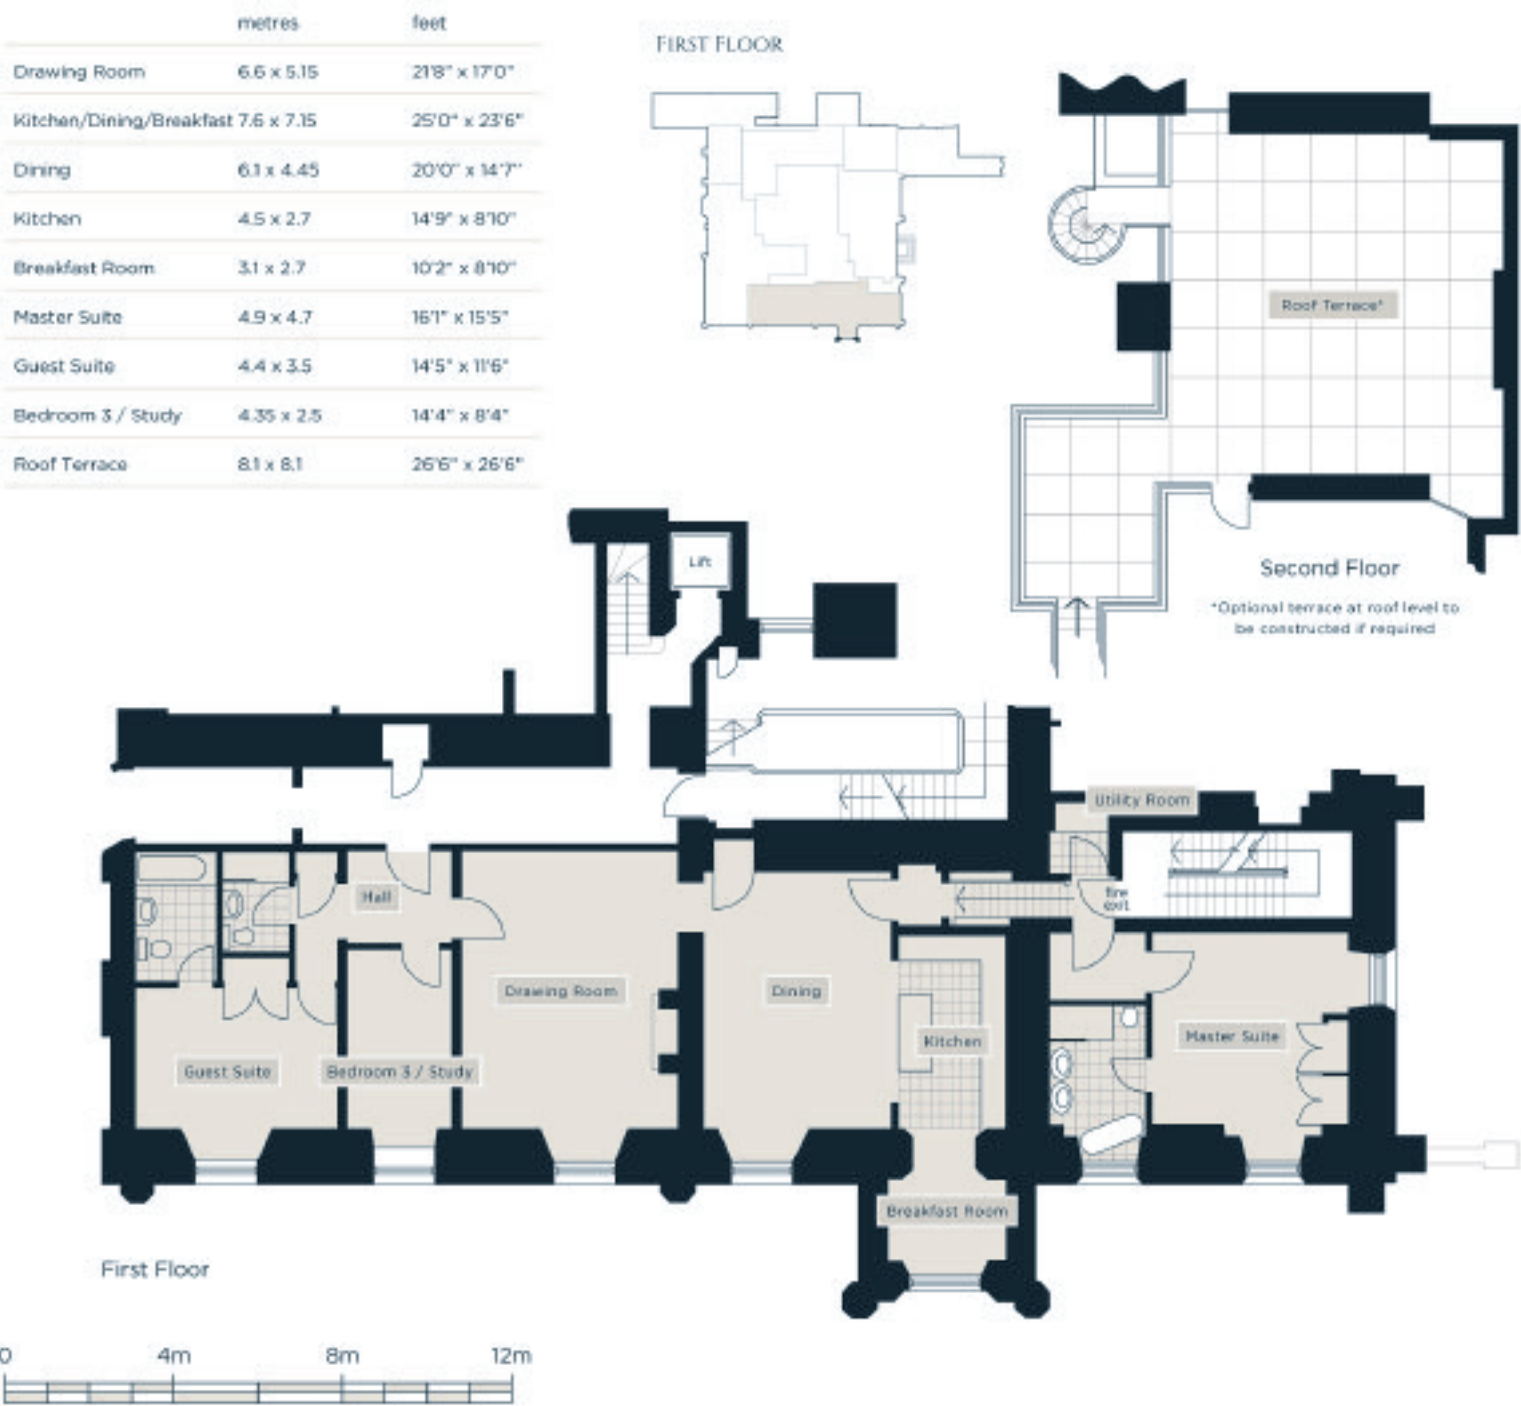 metres feet
Drawing Room 6.6 x 5.15 21'8" x 17'0"
Kitchen/Dining/Breakfast 7.6 x 7.15 25'0" x 23'6"
Dining 6.1 x 4.45 20'0" x 14'7"
Kitchen 4.5 x 2.7 14'9" x 8'10"
Breakfast Room 3.1 x 2.7 10'2" x 8'10"
Master Suite 4.9 x 4.7 16'1" x 15'5"
Guest Suite 4.4 x 3.5 14'5" x 11'6"
Bedroom 3 / Study 4.35 x 2.5 14'4" x 8'4"
Roof Terrace 8.1 x 8.1 26'6" x 26'6"
FIRST FLOOR
Roof Terrace*
Second Floor
*Optional terrace at roof level to
be constructed if required
Lift
Utility Room
Hall
fire
exit
Drawing Room
Dining
Kitchen
Master Suite
Guest Suite
Bedroom 3 / Study
Breakfast Room
First Floor
0 4m 8m 12m